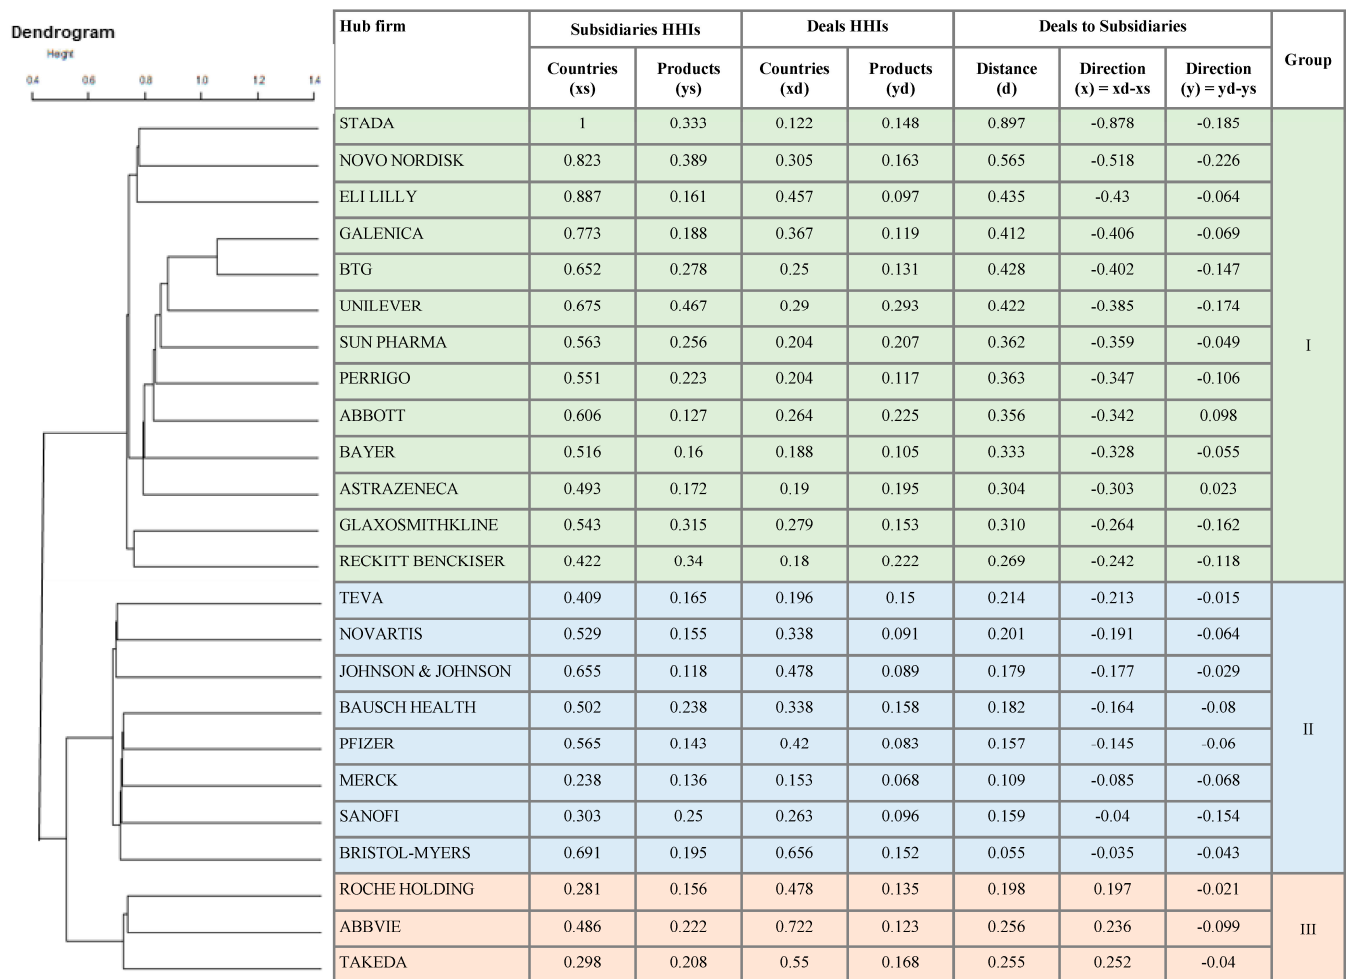 Dendrogram
Height
0.4 0.6 0.8 1.0 1.2 1.4
Hub firm Subsidiaries HHIs Deals HHIs Deals to Subsidiaries Group
Countries (xs) Products (ys) Countries (xd) Products (yd) Distance (d) Direction (x) = xd-xs Direction (y) = yd-ys
STADA 1 0.333 0.122 0.148 0.897 -0.878 -0.185
NOVO NORDISK 0.823 0.389 0.305 0.163 0.565 -0.518 -0.226
ELI LILLY 0.887 0.161 0.457 0.097 0.435 -0.43 -0.064
GALENICA 0.773 0.188 0.367 0.119 0.412 -0.406 -0.069
BTG 0.652 0.278 0.25 0.131 0.428 -0.402 -0.147
UNILEVER 0.675 0.467 0.29 0.293 0.422 -0.385 -0.174
SUN PHARMA 0.563 0.256 0.204 0.207 0.362 -0.359 -0.049
I
PERRIGO 0.551 0.223 0.204 0.117 0.363 -0.347 -0.106
ABBOTT 0.606 0.127 0.264 0.225 0.356 -0.342 0.098
BAYER 0.516 0.16 0.188 0.105 0.333 -0.328 -0.055
ASTRAZENECA 0.493 0.172 0.19 0.195 0.304 -0.303 0.023
GLAXOSMITHKLINE 0.543 0.315 0.279 0.153 0.310 -0.264 -0.162
RECKITT BENCKISER 0.422 0.34 0.18 0.222 0.269 -0.242 -0.118
TEVA 0.409 0.165 0.196 0.15 0.214 -0.213 -0.015
NOVARTIS 0.529 0.155 0.338 0.091 0.201 -0.191 -0.064
JOHNSON & JOHNSON 0.655 0.118 0.478 0.089 0.179 -0.177 -0.029
BAUSCH HEALTH 0.502 0.238 0.338 0.158 0.182 -0.164 -0.08
II
PFIZER 0.565 0.143 0.42 0.083 0.157 -0.145 -0.06
MERCK 0.238 0.136 0.153 0.068 0.109 -0.085 -0.068
SANOFI 0.303 0.25 0.263 0.096 0.159 -0.04 -0.154
BRISTOL-MYERS 0.691 0.195 0.656 0.152 0.055 -0.035 -0.043
ROCHE HOLDING 0.281 0.156 0.478 0.135 0.198 0.197 -0.021
ABBVIE 0.486 0.222 0.722 0.123 0.256 0.236 -0.099
III
TAKEDA 0.298 0.208 0.55 0.168 0.255 0.252 -0.04